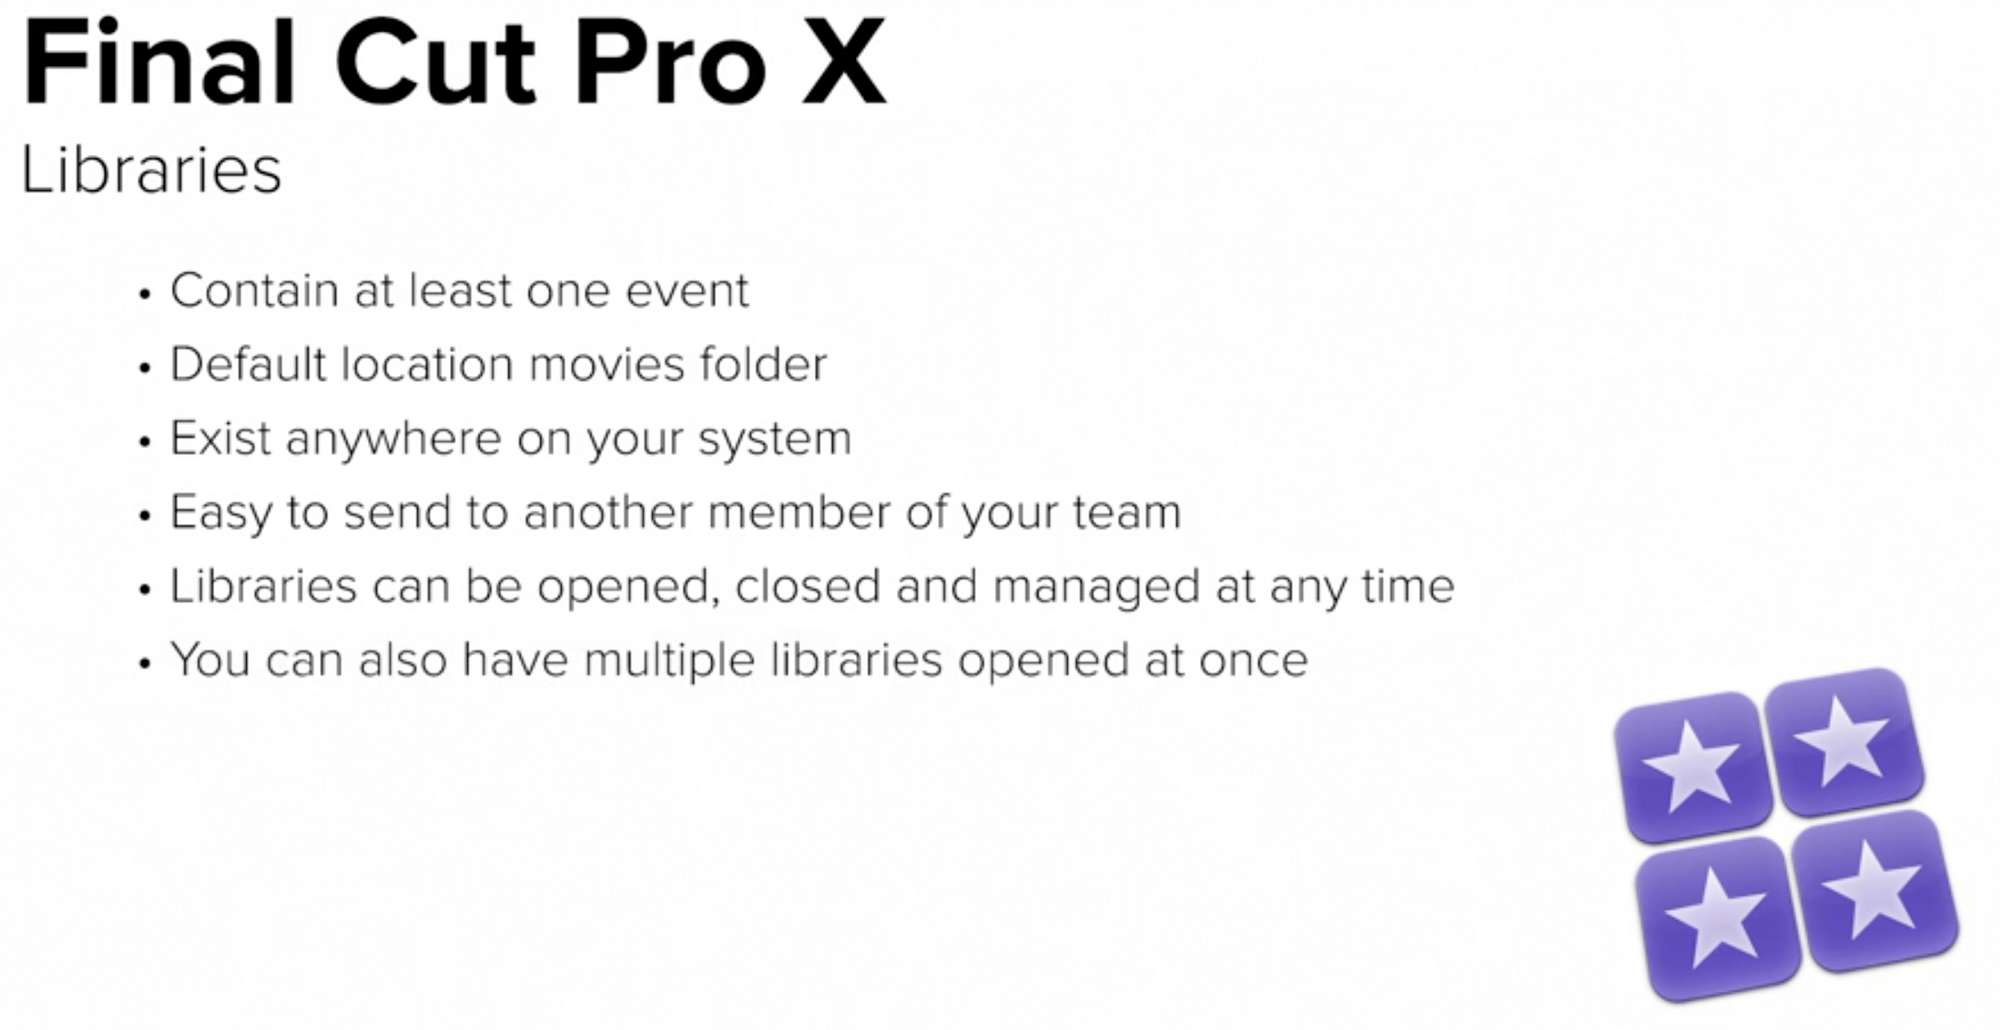 Final Cut Pro X
Libraries
• Contain at least one event
• Default location movies folder
• Exist anywhere on your system
• Easy to send to another member of your team
• Libraries can be opened, closed and managed at any time
• You can also have multiple libraries opened at once